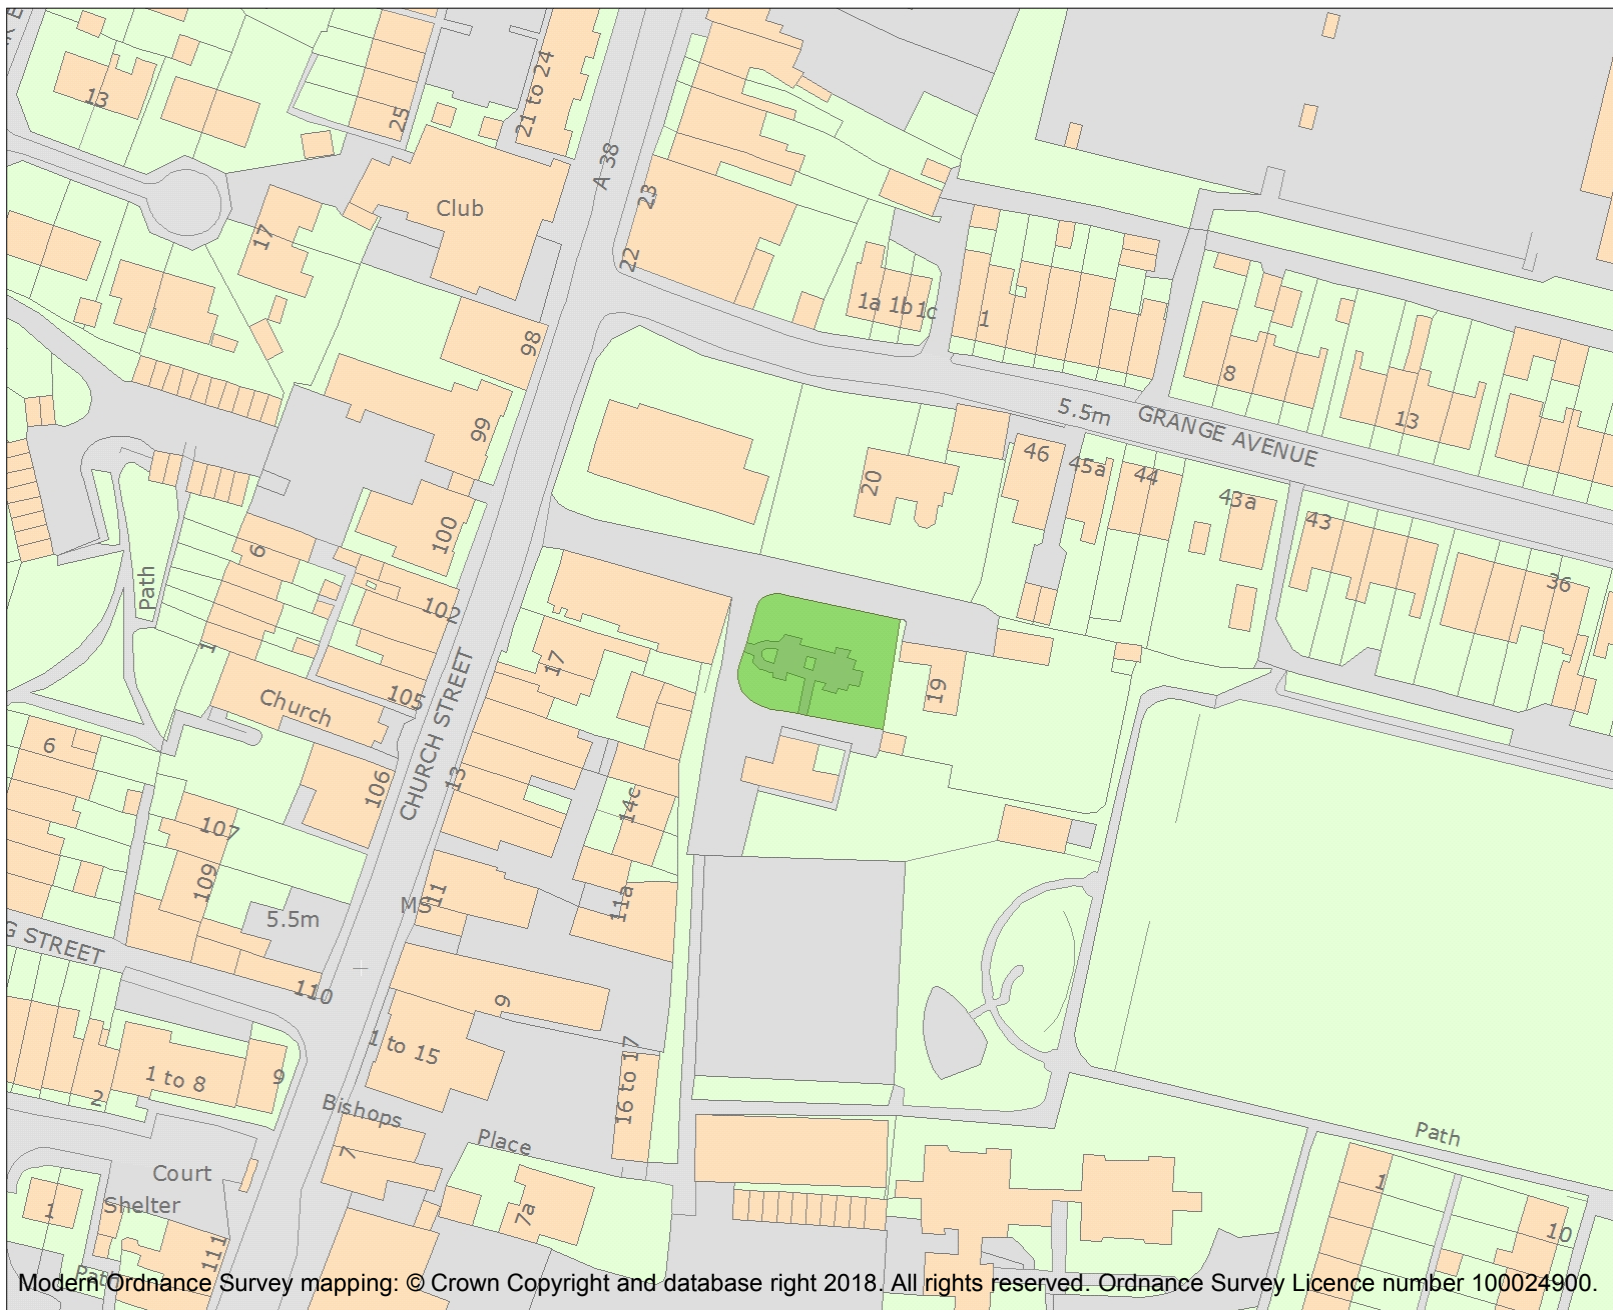 13
25
21 to 24
A 38
Club
23
17
22
1a 1b 1c
1
98
8
5.5m
GRANGE AVENUE
13
99
46
45a
44
20
43a
43
100
6
Path
36
102
17
1
105
Church
19
CHURCH STREET
6
13
106
14c
107
109
MS
11
11a
5.5m
G STREET
110
9
1 to 15
1 to 8
9
16 to 17
2
Bishops
Place
7
Path
Court
Shelter
1
7a
1
10
111
Path
Modern Ordnance Survey mapping: © Crown Copyright and database right 2018. All rights reserved. Ordnance Survey Licence number 100024900.